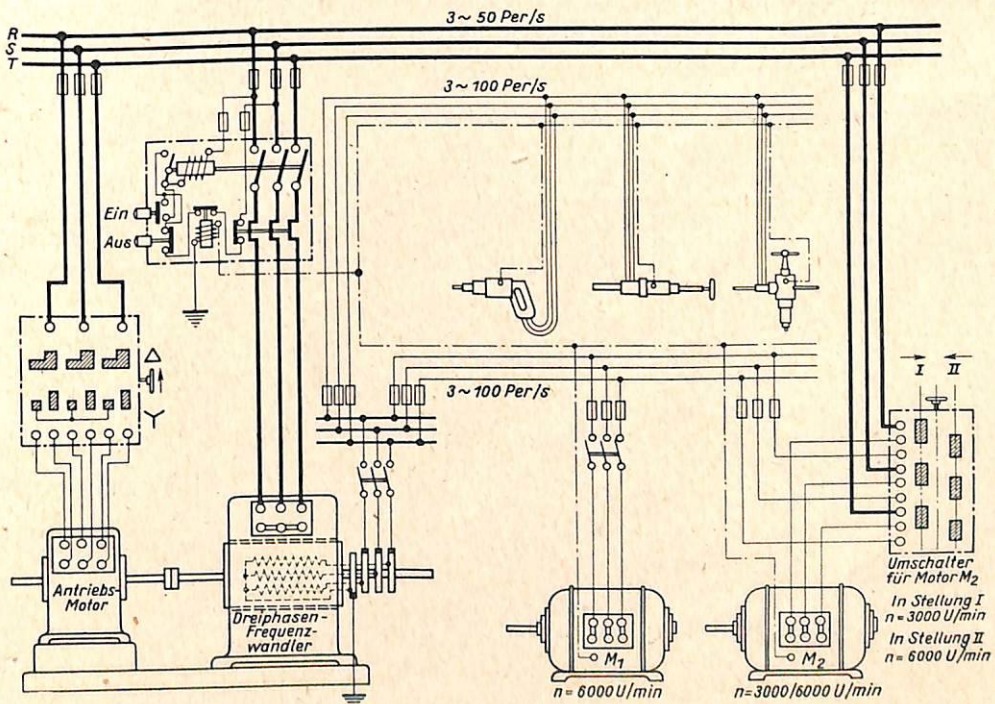 3~ 50 Per/s
R
S
T
3~ 100 Per/s
Ein
Aus
I II
3~ 100 Per/s
Umschalter
für Motor M2
Antriebs-
Motor
Dreiphasen-
Frequenz-
wandler
In Stellung I
n = 3000 U/min
In Stellung II
n = 6000 U/min
M1
M2
n = 6000 U/min
n = 3000/6000 U/min